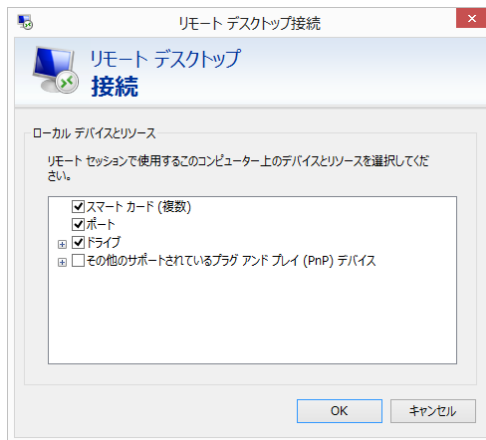 リモート デスクトップ接続
リモート デスクトップ
接続
ローカル デバイスとリソース
リモート セッションで使用するこのコンピューター上のデバイスとリソースを選択してくだ
さい。
スマート カード (複数)
ポート
ドライブ
その他のサポートされているプラグ アンド プレイ (PnP) デバイス
OK キャンセル